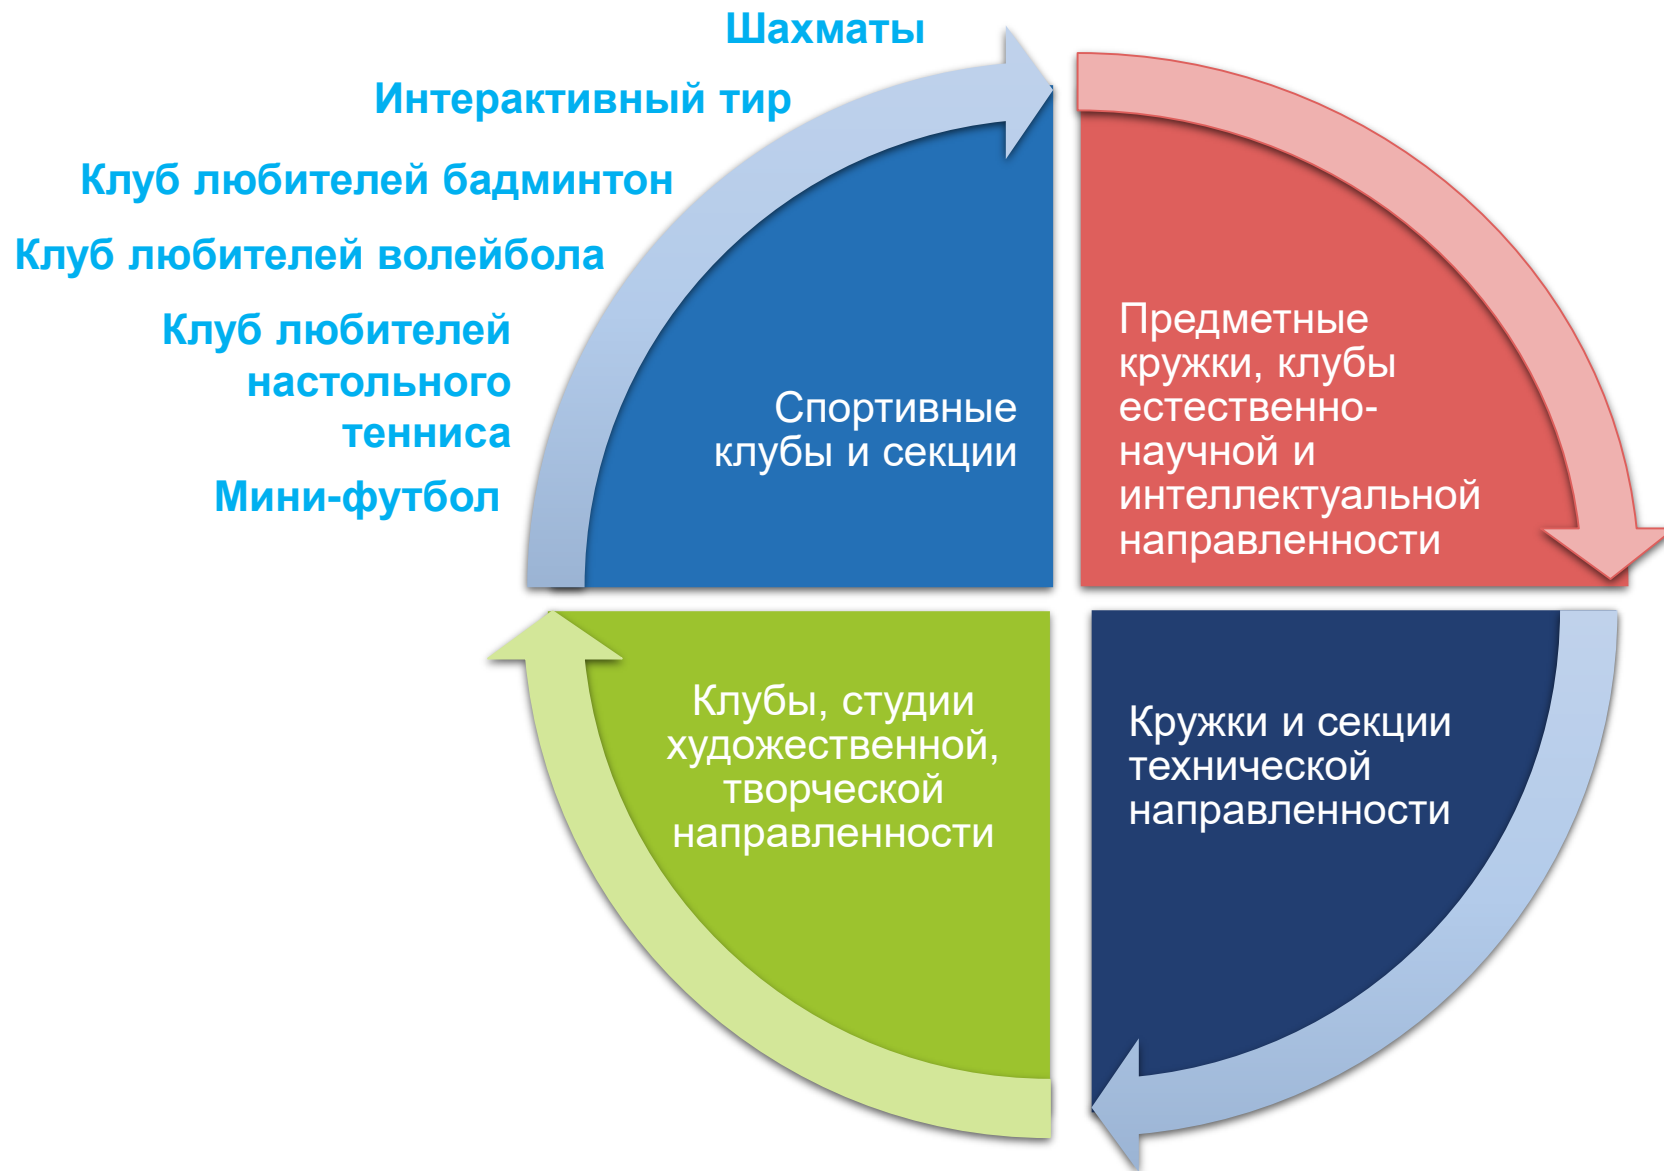 Шахматы
Интерактивный тир
Клуб любителей бадминтон
Клуб любителей волейбола
Клуб любителей
настольного
тенниса
Мини-футбол
Спортивные
клубы и секции
Предметные
кружки, клубы
естественно-
научной и
интеллектуальной
направленности
Клубы, студии
художественной,
творческой
направленности
Кружки и секции
технической
направленности